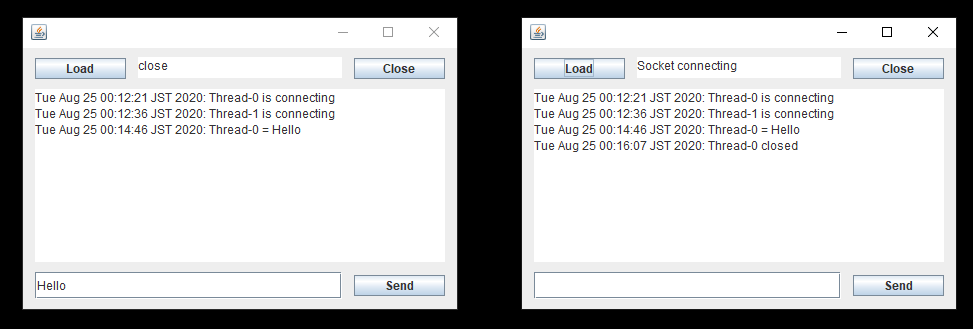 Load close Close
Tue Aug 25 00:12:21 JST 2020: Thread-0 is connecting
Tue Aug 25 00:12:36 JST 2020: Thread-1 is connecting
Tue Aug 25 00:14:46 JST 2020: Thread-0 = Hello
Hello Send
Load Socket connecting Close
Tue Aug 25 00:12:21 JST 2020: Thread-0 is connecting
Tue Aug 25 00:12:36 JST 2020: Thread-1 is connecting
Tue Aug 25 00:14:46 JST 2020: Thread-0 = Hello
Tue Aug 25 00:16:07 JST 2020: Thread-0 closed
Send